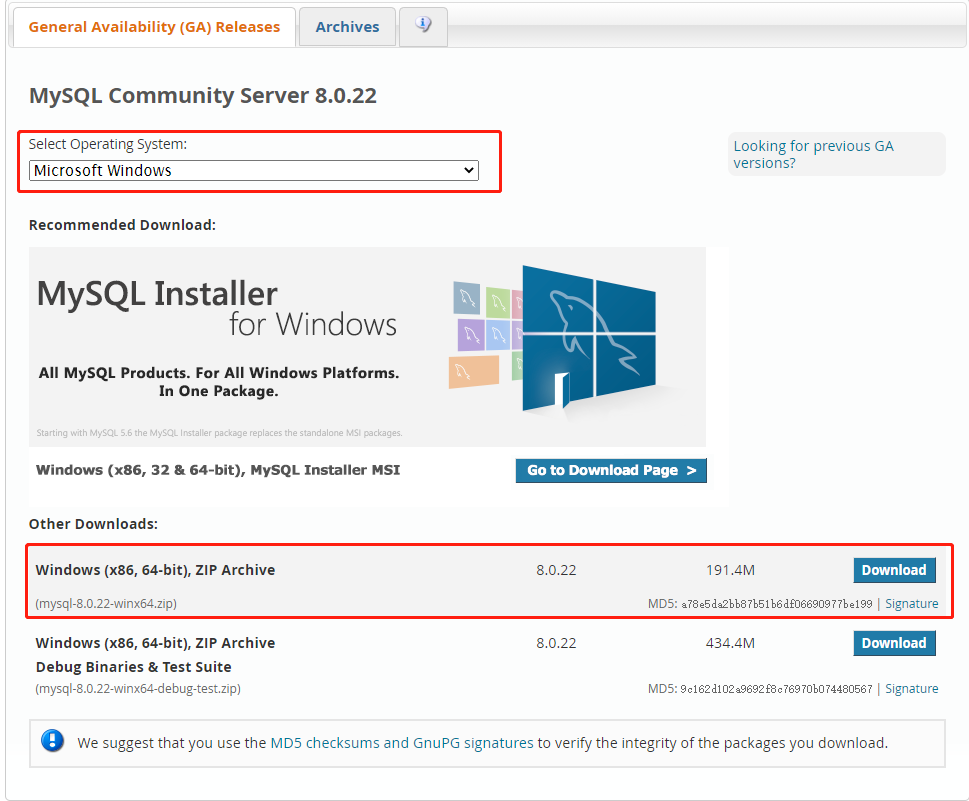 General Availability (GA) Releases
Archives
MySQL Community Server 8.0.22
Select Operating System:
Looking for previous GA
versions?
Microsoft Windows
Recommended Download:
MySQL Installer
for Windows
All MySQL Products. For All Windows Platforms.
In One Package.
Starting with MySQL 5.6 the MySQL Installer package replaces the standalone MSI packages.
Windows (x86, 32 & 64-bit), MySQL Installer MSI
Go to Download Page >
Other Downloads:
Windows (x86, 64-bit), ZIP Archive 8.0.22 191.4M Download
(mysql-8.0.22-winx64.zip) MD5: a78e5da2bb87b51b6df06690977be199 | Signature
Windows (x86, 64-bit), ZIP Archive 8.0.22 434.4M Download
Debug Binaries & Test Suite
(mysql-8.0.22-winx64-debug-test.zip) MD5: 9c162d102a9692f8c76970b074480567 | Signature
We suggest that you use the MD5 checksums and GnuPG signatures to verify the integrity of the packages you download.